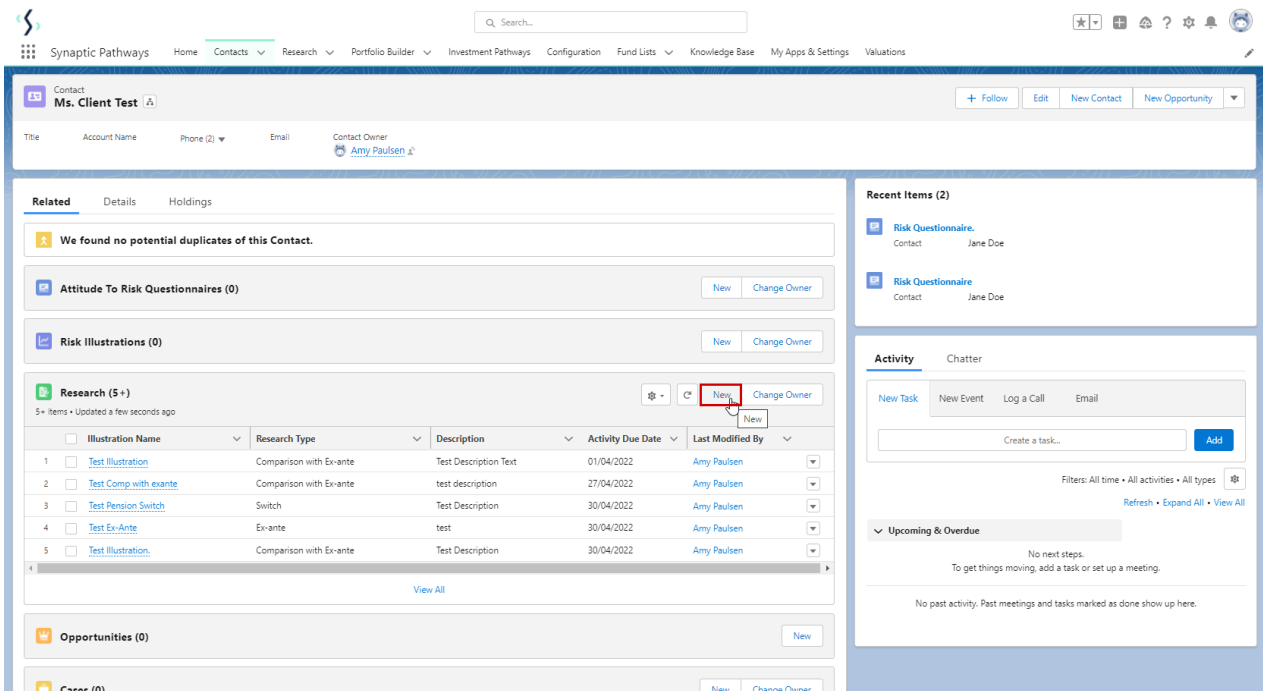 Search...
Synaptic Pathways Home Contacts Research Portfolio Builder Investment Pathways Configuration Fund Lists Knowledge Base My Apps & Settings Valuations
Contact
Ms. Client Test
+ Follow Edit New Contact New Opportunity
Title Account Name Phone (2) Email Contact Owner
Amy Paulsen
Related Details Holdings
We found no potential duplicates of this Contact.
Attitude To Risk Questionnaires (0) New Change Owner
Risk Illustrations (0) New Change Owner
Research (5+) New Change Owner
5+ items • Updated a few seconds ago
New
Illustration Name Research Type Description Activity Due Date Last Modified By
1 Test Illustration Comparison with Ex-ante Test Description Text 01/04/2022 Amy Paulsen
2 Test Comp with exante Comparison with Ex-ante test description 27/04/2022 Amy Paulsen
3 Test Pension Switch Switch Test Description 30/04/2022 Amy Paulsen
4 Test Ex-Ante Ex-ante test 30/04/2022 Amy Paulsen
5 Test Illustration. Comparison with Ex-ante Test Description 30/04/2022 Amy Paulsen
View All
Opportunities (0) New
Cases (0) New Change Owner
Recent Items (2)
Risk Questionnaire.
Contact Jane Doe
Risk Questionnaire
Contact Jane Doe
Activity Chatter
New Task New Event Log a Call Email
Create a task... Add
Filters: All time • All activities • All types
Refresh • Expand All • View All
Upcoming & Overdue
No next steps.
To get things moving, add a task or set up a meeting.
No past activity. Past meetings and tasks marked as done show up here.